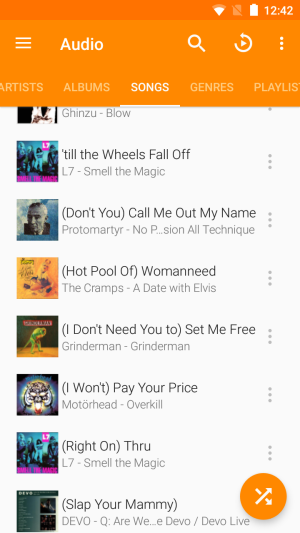 12:42
Audio
ARTISTS ALBUMS SONGS GENRES PLAYLIS
Ghinzu - Blow
'till the Wheels Fall Off
L7 - Smell the Magic
(Don't You) Call Me Out My Name
Protomartyr - No P…sion All Technique
(Hot Pool Of) Womanneed
The Cramps - A Date with Elvis
(I Don't Need You to) Set Me Free
Grinderman - Grinderman
(I Won't) Pay Your Price
Motörhead - Overkill
(Right On) Thru
L7 - Smell the Magic
(Slap Your Mammy)
DEVO - Q: Are We…e Devo / Devo Live